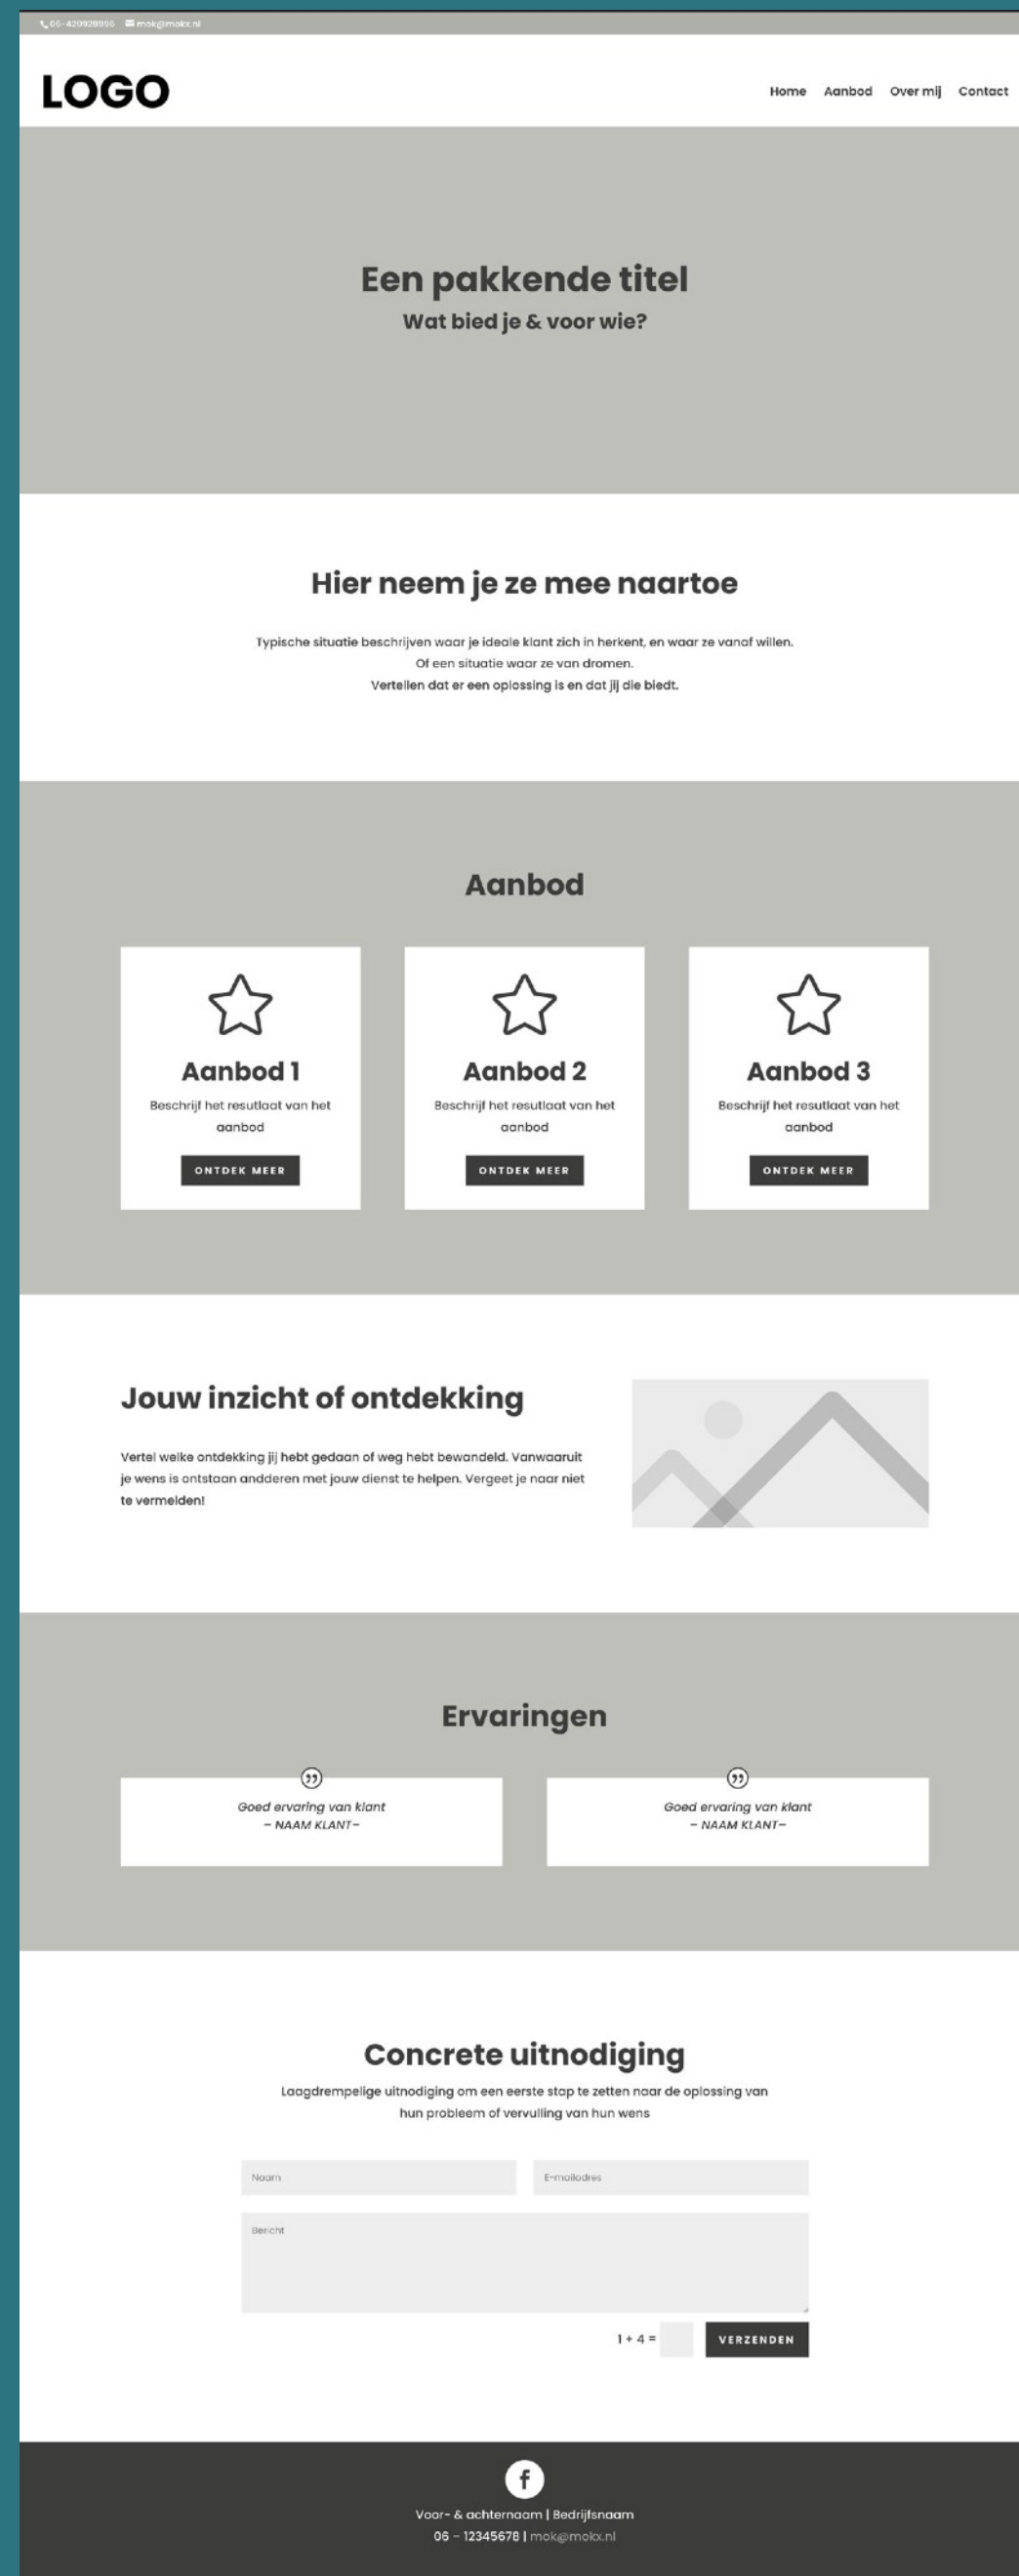 06-420928996 mok@mokx.nl
LOGO
Home Aanbod Over mij Contact
Een pakkende titel
Wat bied je & voor wie?
Hier neem je ze mee naartoe
Typische situatie beschrijven waar je ideale klant zich in herkent, en waar ze vanaf willen.
Of een situatie waar ze van dromen.
Vertellen dat er een oplossing is en dat jij die biedt.
Aanbod
Aanbod 1
Beschrijf het resutlaat van het
aanbod
ONTDEK MEER
Aanbod 2
Beschrijf het resutlaat van het
aanbod
ONTDEK MEER
Aanbod 3
Beschrijf het resutlaat van het
aanbod
ONTDEK MEER
Jouw inzicht of ontdekking
Vertel welke ontdekking jij hebt gedaan of weg hebt bewandeld. Vanwaaruit
je wens is ontstaan andderen met jouw dienst te helpen. Vergeet je naar niet
te vermelden!
Ervaringen
Goed ervaring van klant
– NAAM KLANT–
Goed ervaring van klant
– NAAM KLANT–
Concrete uitnodiging
Laagdrempelige uitnodiging om een eerste stap te zetten naar de oplossing van
hun probleem of vervulling van hun wens
Naam
E-mailadres
Bericht
1 + 4 =
VERZENDEN
Voor- & achternaam | Bedrijfsnaam
06 – 12345678 | mok@mokx.nl